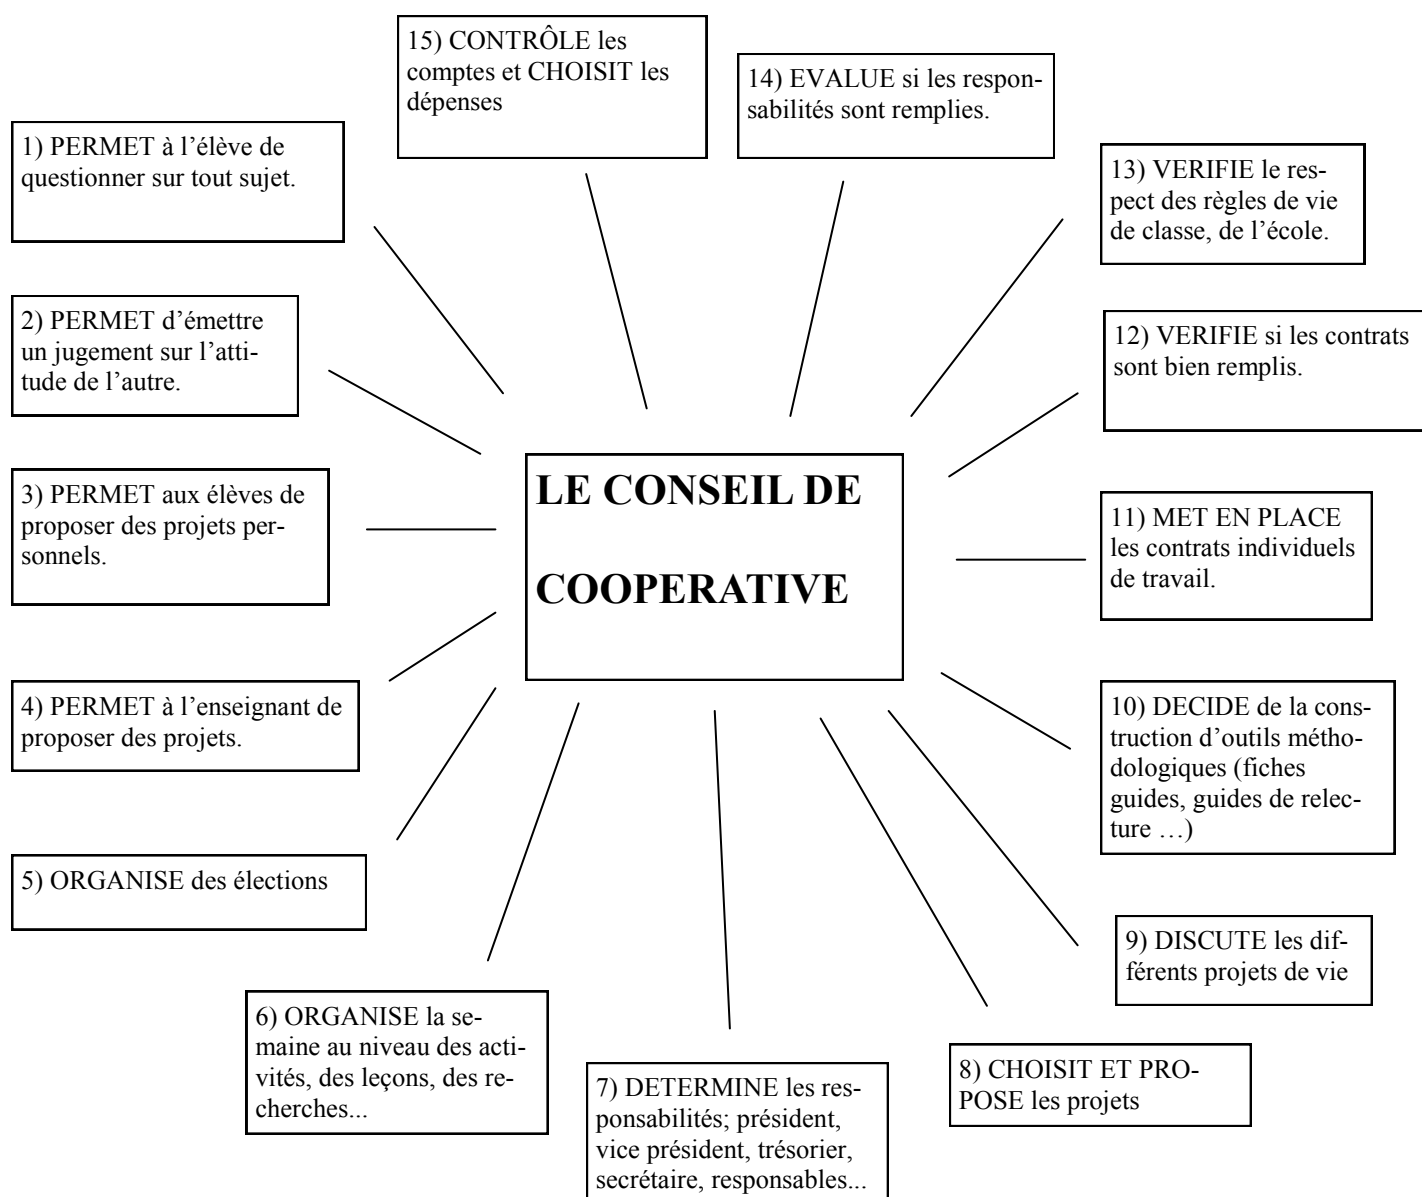 15) CONTRÔLE les
comptes et CHOISIT les
dépenses
14) EVALUE si les respon-
sabilités sont remplies.
1) PERMET à l’élève de
questionner sur tout sujet.
13) VERIFIE le res-
pect des règles de vie
de classe, de l’école.
2) PERMET d’émettre
un jugement sur l’atti-
tude de l’autre.
12) VERIFIE si les contrats
sont bien remplis.
LE CONSEIL DE
COOPERATIVE
3) PERMET aux élèves de
proposer des projets per-
sonnels.
11) MET EN PLACE
les contrats individuels
de travail.
4) PERMET à l’enseignant de
proposer des projets.
10) DECIDE de la cons-
truction d’outils métho-
dologiques (fiches
guides, guides de relec-
ture …)
5) ORGANISE des élections
9) DISCUTE les dif-
férents projets de vie
6) ORGANISE la se-
maine au niveau des acti-
vités, des leçons, des re-
cherches...
7) DETERMINE les res-
ponsabilités; président,
vice président, trésorier,
secrétaire, responsables...
8) CHOISIT ET PRO-
POSE les projets